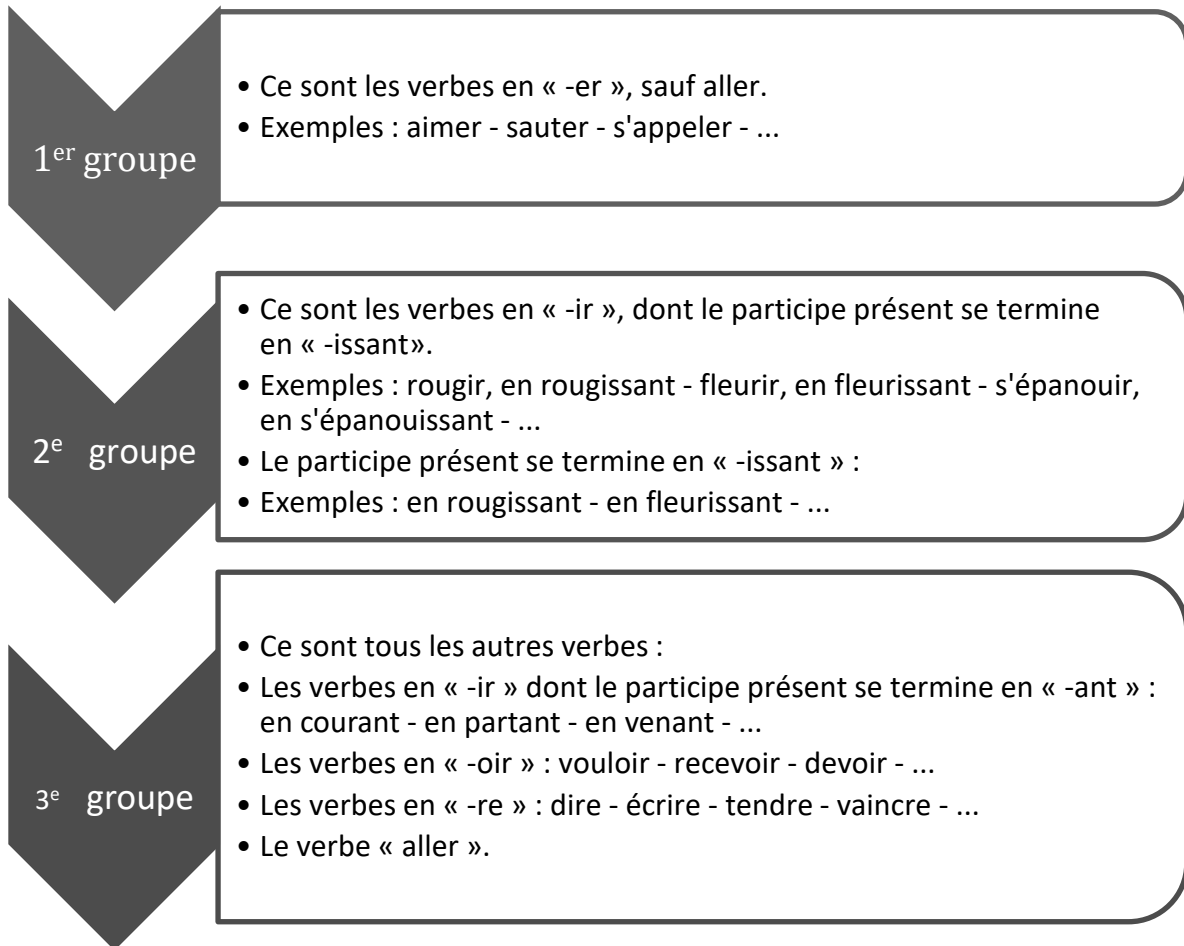 1er groupe
• Ce sont les verbes en « -er », sauf aller.
• Exemples : aimer - sauter - s'appeler - ...
2e groupe
• Ce sont les verbes en « -ir », dont le participe présent se termine
en « -issant».
• Exemples : rougir, en rougissant - fleurir, en fleurissant - s'épanouir,
en s'épanouissant - ...
• Le participe présent se termine en « -issant » :
• Exemples : en rougissant - en fleurissant - ...
3e groupe
• Ce sont tous les autres verbes :
• Les verbes en « -ir » dont le participe présent se termine en « -ant » :
en courant - en partant - en venant - ...
• Les verbes en « -oir » : vouloir - recevoir - devoir - ...
• Les verbes en « -re » : dire - écrire - tendre - vaincre - ...
• Le verbe « aller ».